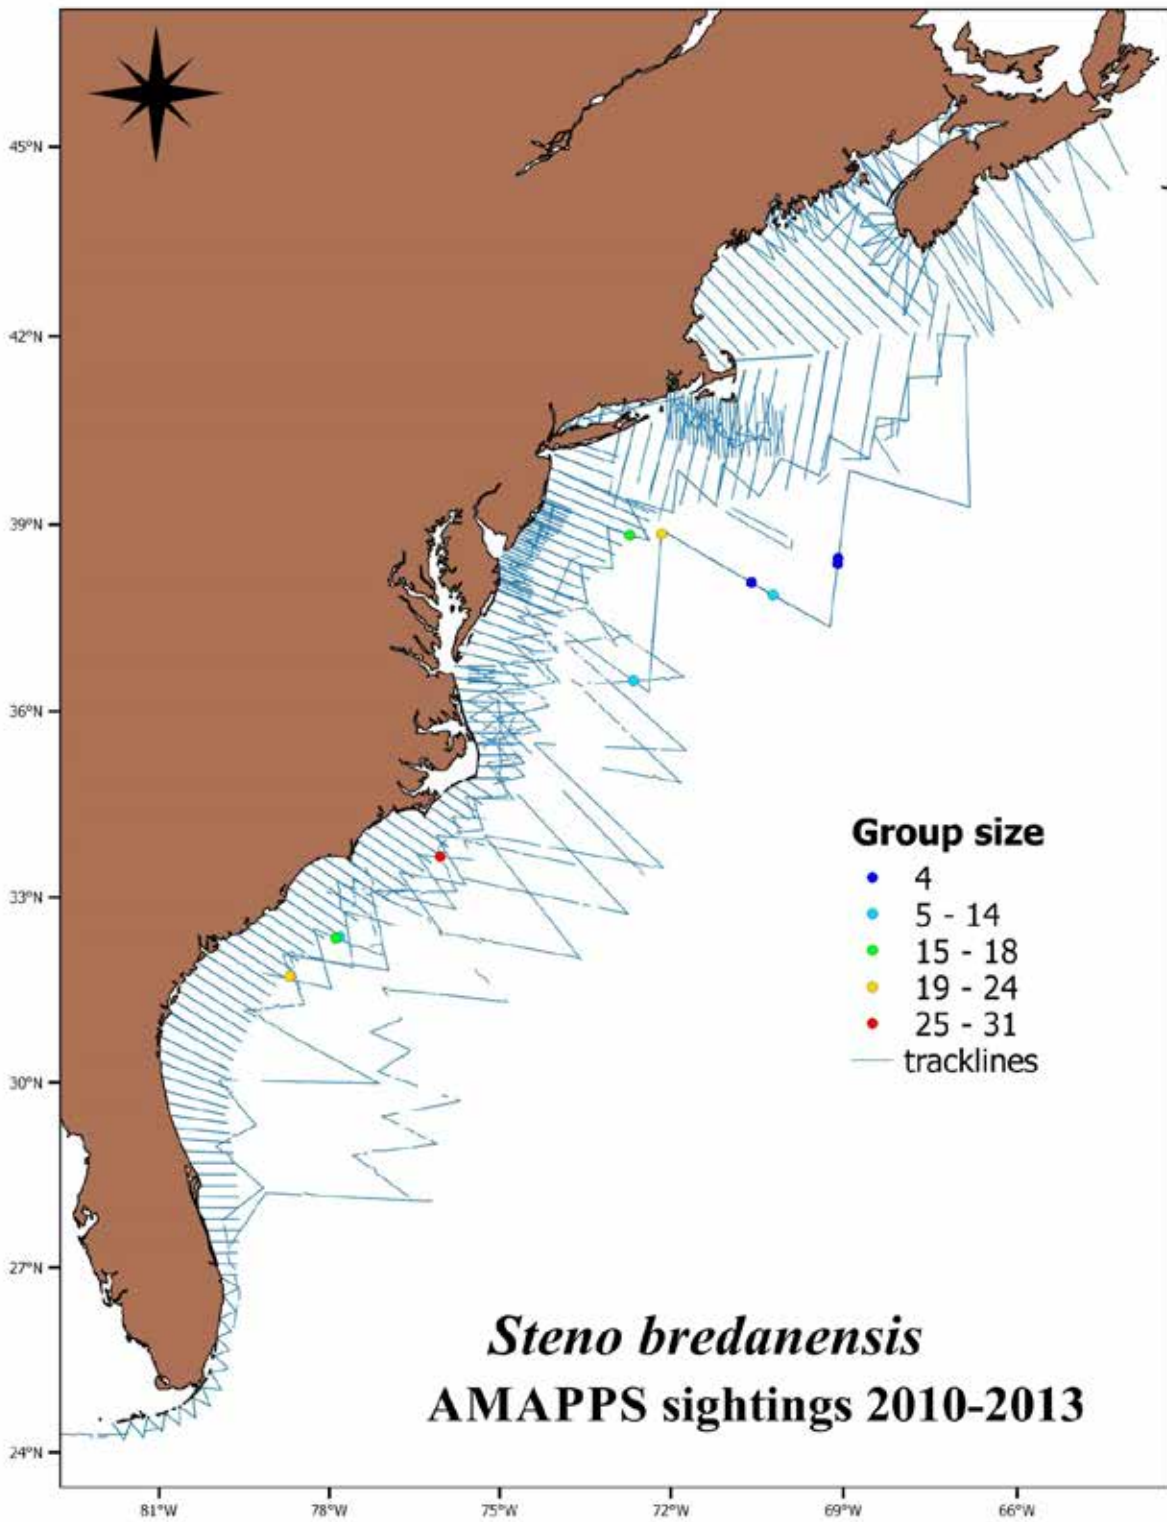 45°N
42°N
39°N
36°N
33°N
30°N
27°N
24°N
Group size
4
5 - 14
15 - 18
19 - 24
25 - 31
tracklines
Steno bredanensis
AMAPPS sightings 2010-2013
81°W
78°W
75°W
72°W
69°W
66°W